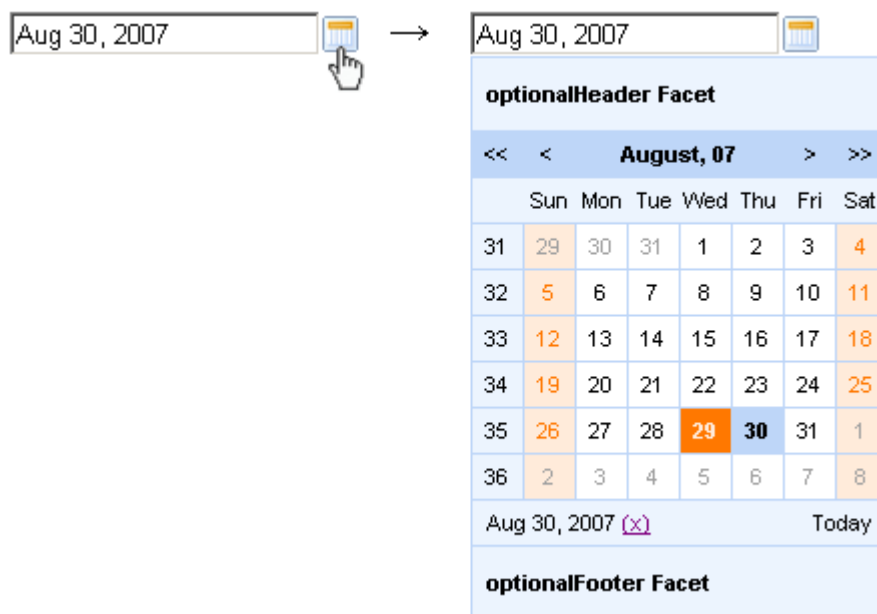 Aug 30, 2007
→
Aug 30, 2007
optionalHeader Facet
<< < August, 07 > >>
Sun Mon Tue Wed Thu Fri Sat
31 29 30 31 1 2 3 4
32 5 6 7 8 9 10 11
33 12 13 14 15 16 17 18
34 19 20 21 22 23 24 25
35 26 27 28 29 30 31 1
36 2 3 4 5 6 7 8
Aug 30, 2007 (x) Today
optionalFooter Facet